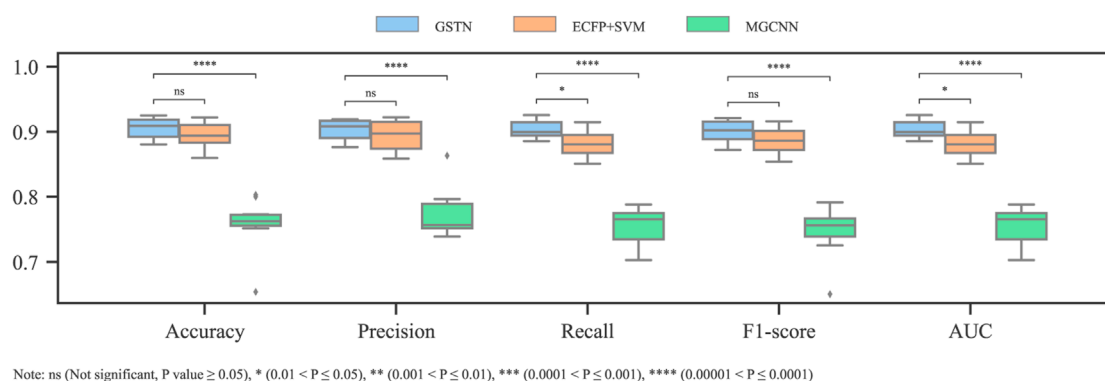 GSTN ECFP+SVM MGCNN
1.0
0.9
0.8
0.7
**** **** **** **** ****
ns ns * ns *
Accuracy Precision Recall F1-score AUC
Note: ns (Not significant, P value ≥ 0.05), * (0.01 < P ≤ 0.05), ** (0.001 < P ≤ 0.01), *** (0.0001 < P ≤ 0.001), **** (0.00001 < P ≤ 0.0001)